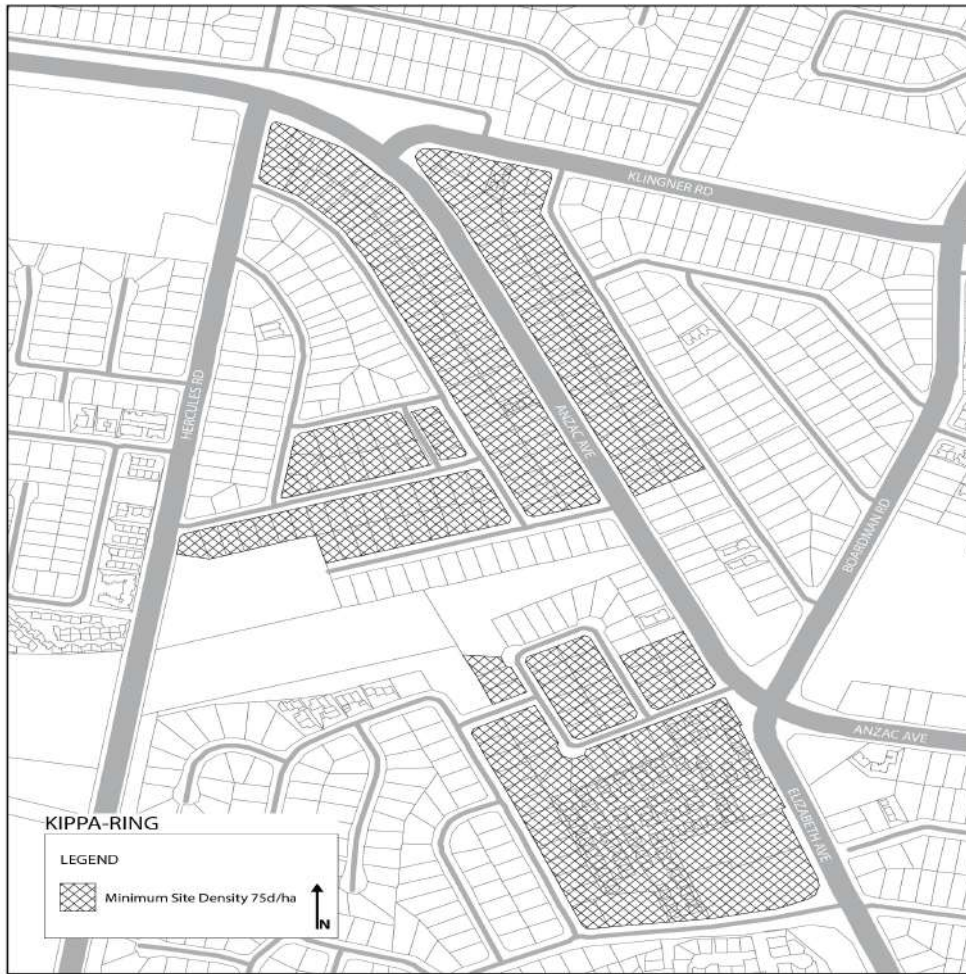 KLINGNER RD
HERCULES RD
ANZAC AVE
BOARDMAN RD
ANZAC AVE
ELIZABETH AVE
KIPPA-RING
LEGEND
Minimum Site Density 75d/ha
N